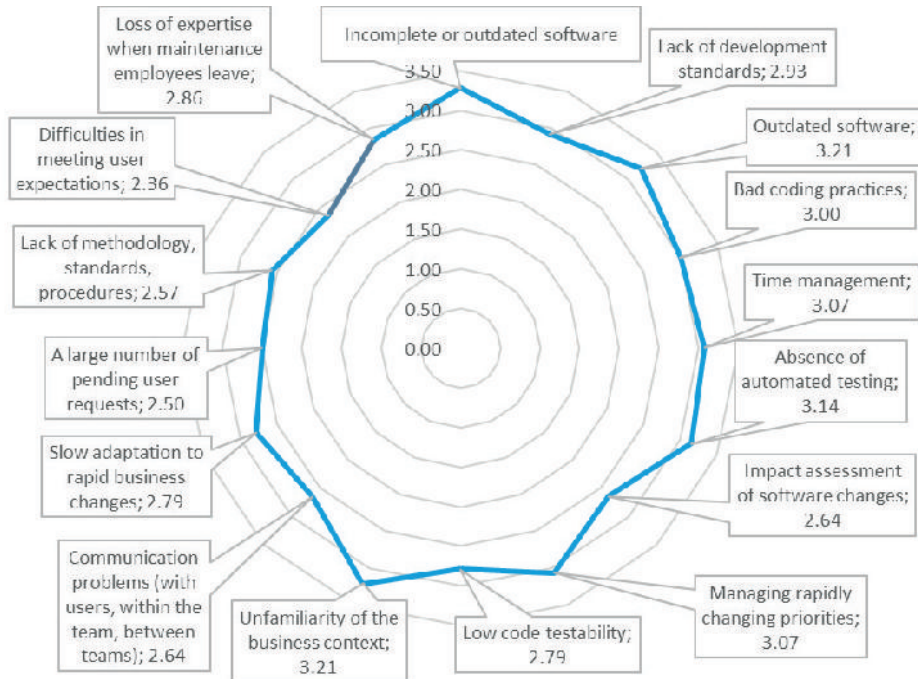 Incomplete or outdated software
Lack of development
standards; 2.93
Outdated software;
3.21
Bad coding practices;
3.00
Time management;
3.07
Absence of
automated testing;
3.14
Impact assessment
of software changes;
2.64
Managing rapidly
changing priorities;
3.07
Low code testability;
2.79
Unfamiliarity of the
business context;
3.21
Communication
problems (with
users, within the
team, between
teams); 2.64
Slow adaptation to
rapid business
changes; 2.79
A large number of
pending user
requests; 2.50
Lack of methodology,
standards,
procedures; 2.57
Difficulties in
meeting user
expectations; 2.36
Loss of expertise
when maintenance
employees leave;
2.86
3.50
3.00
2.50
2.00
1.50
1.00
0.50
0.00